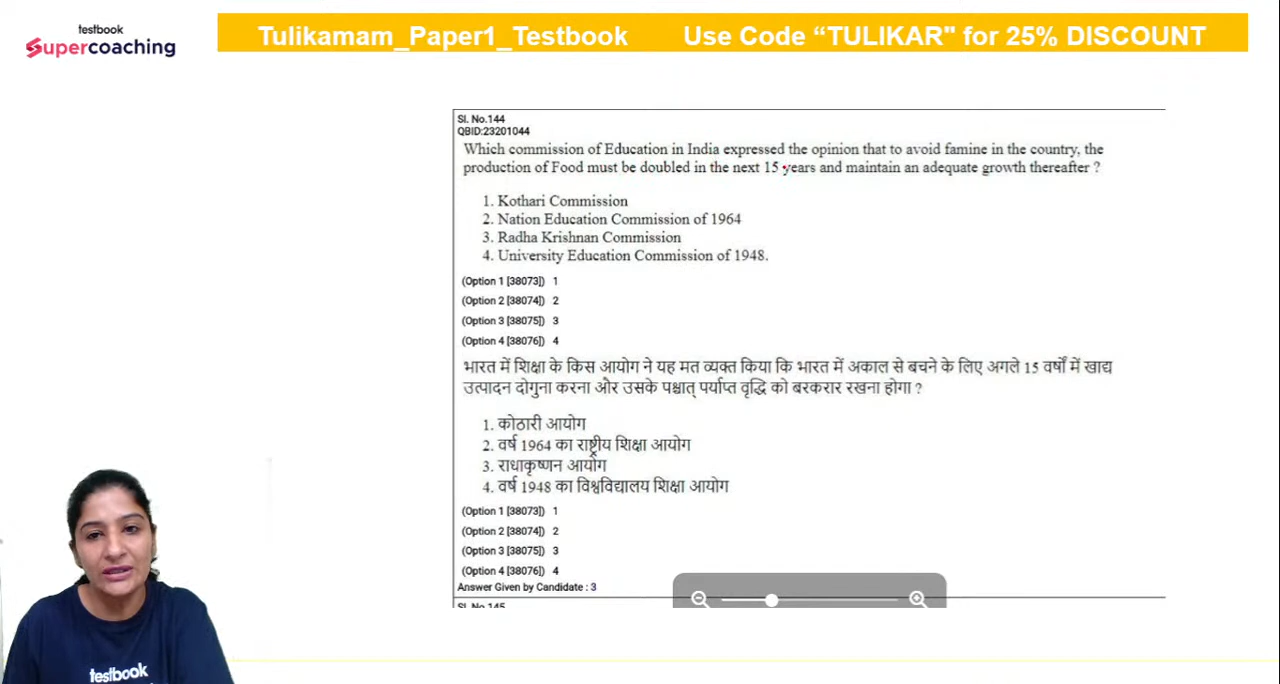 testbook
Supercoaching
Tulikamam_Paper1_Testbook Use Code “TULIKAR" for 25% DISCOUNT
Sl. No.144
QBID:23201044
Which commission of Education in India expressed the opinion that to avoid famine in the country, the
production of Food must be doubled in the next 15 years and maintain an adequate growth thereafter ?
1. Kothari Commission
2. Nation Education Commission of 1964
3. Radha Krishnan Commission
4. University Education Commission of 1948.
(Option 1 [38073]) 1
(Option 2 [38074]) 2
(Option 3 [38075]) 3
(Option 4 [38076]) 4
भारत में शिक्षा के किस आयोग ने यह मत व्यक्त किया कि भारत में अकाल से बचने के लिए अगले 15 वर्षों में खाद्य
उत्पादन दोगुना करना और उसके पश्चात् पर्याप्त वृद्धि को बरकरार रखना होगा ?
1. कोठारी आयोग
2. वर्ष 1964 का राष्ट्रीय शिक्षा आयोग
3. राधाकृष्णन आयोग
4. वर्ष 1948 का विश्वविद्यालय शिक्षा आयोग
(Option 1 [38073]) 1
(Option 2 [38074]) 2
(Option 3 [38075]) 3
(Option 4 [38076]) 4
Answer Given by Candidate : 3
Sl. No.145
testbook